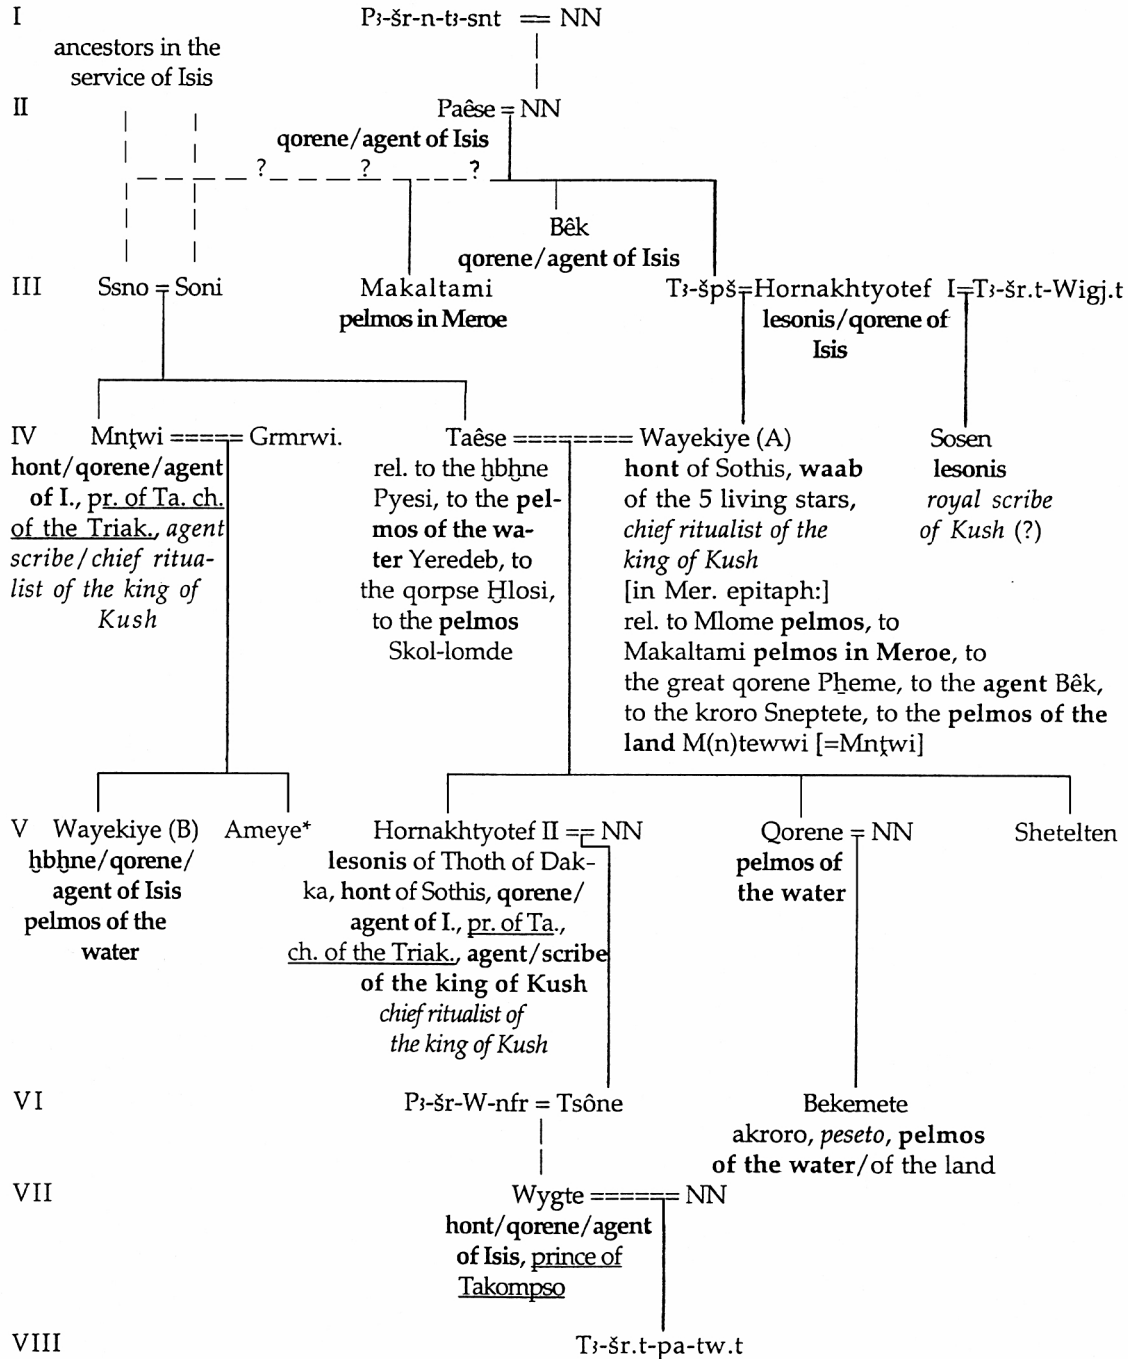 I P³-šr-n-t³-snt == NN
ancestors in the
service of Isis
II Paêse = NN
qorene/agent of Isis
? ? ?
Bêk
qorene/agent of Isis
III Ssno = Soni Makaltami T³-špš=Hornakhtyotef I=T³-šr.t-Wigj.t
pelmos in Meroe
lesonis/qorene of
Isis
IV Mnṱwi ===== Grmrwi. Taêse ======== Wayekiye (A) Sosen
hont/qorene/agent
of I., pr. of Ta. ch.
of the Triak., agent
scribe/chief ritua-
list of the king of
Kush
rel. to the ḫbḫne
Pyesi, to the pel-
mos of the wa-
ter Yeredeb, to
the qorpse Ḫlosi,
to the pelmos
Skol-lomde
hont of Sothis, waab
of the 5 living stars,
chief ritualist of the
king of Kush
[in Mer. epitaph:]
rel. to Mlome pelmos, to
Makaltami pelmos in Meroe, to
the great qorene Pẖeme, to the agent Bêk,
to the kroro Sneptete, to the pelmos of the
land M(n)tewwi [=Mnṱwi]
lesonis
royal scribe
of Kush (?)
V Wayekiye (B) Ameye* Hornakhtyotef II == NN Qorene = NN Shetelten
ḫbḫne/qorene/
agent of Isis
pelmos of the
water
lesonis of Thoth of Dak-
ka, hont of Sothis, qorene/
agent of I., pr. of Ta.,
ch. of the Triak., agent/scribe
of the king of Kush
chief ritualist of
the king of Kush
pelmos of
the water
VI P³-šr-W-nfr = Tsône Bekemete
akroro, peseto, pelmos
of the water/of the land
VII Wygte ====== NN
hont/qorene/agent
of Isis, prince of
Takompso
VIII T³-šr.t-pa-tw.t